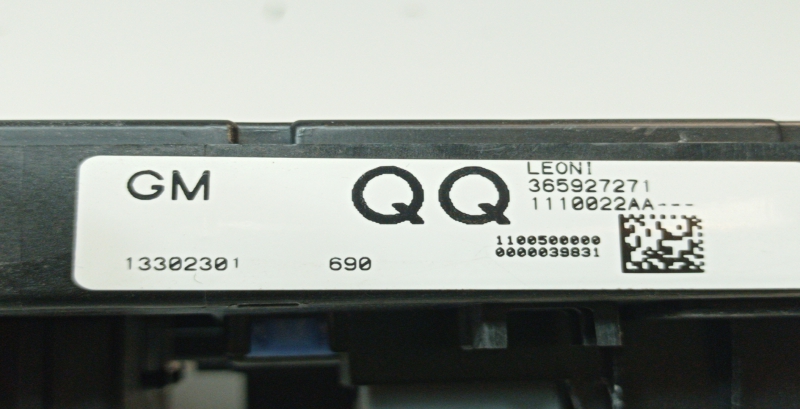 GM
QQ
LEONI
365927271
1110022AA---
1100500000
0000039831
13302301 690